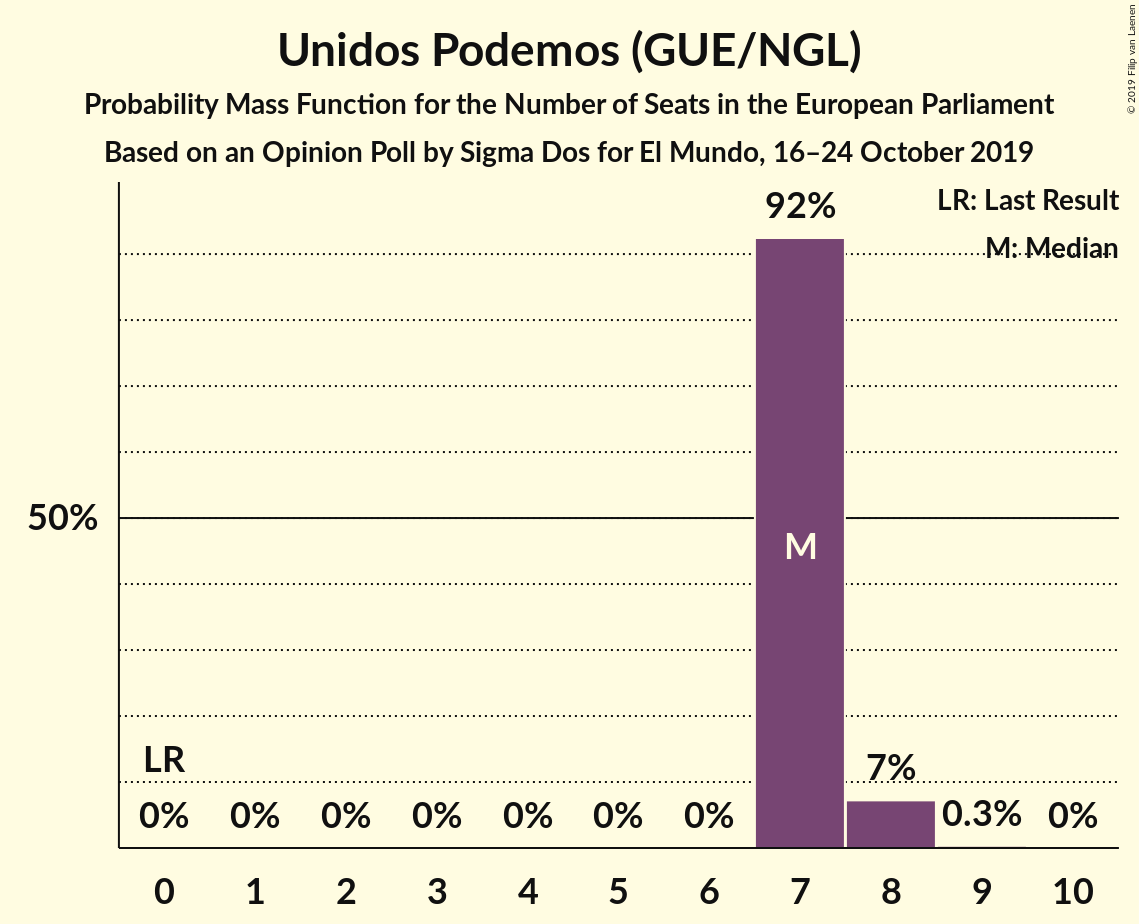 Unidos Podemos (GUE/NGL)
Probability Mass Function for the Number of Seats in the European Parliament
Based on an Opinion Poll by Sigma Dos for El Mundo, 16–24 October 2019
© 2019 Filip van Laenen
LR: Last Result
M: Median
92%
50%
M
LR
7%
0% 0% 0% 0% 0% 0% 0% 0.3% 0%
0 1 2 3 4 5 6 7 8 9 10